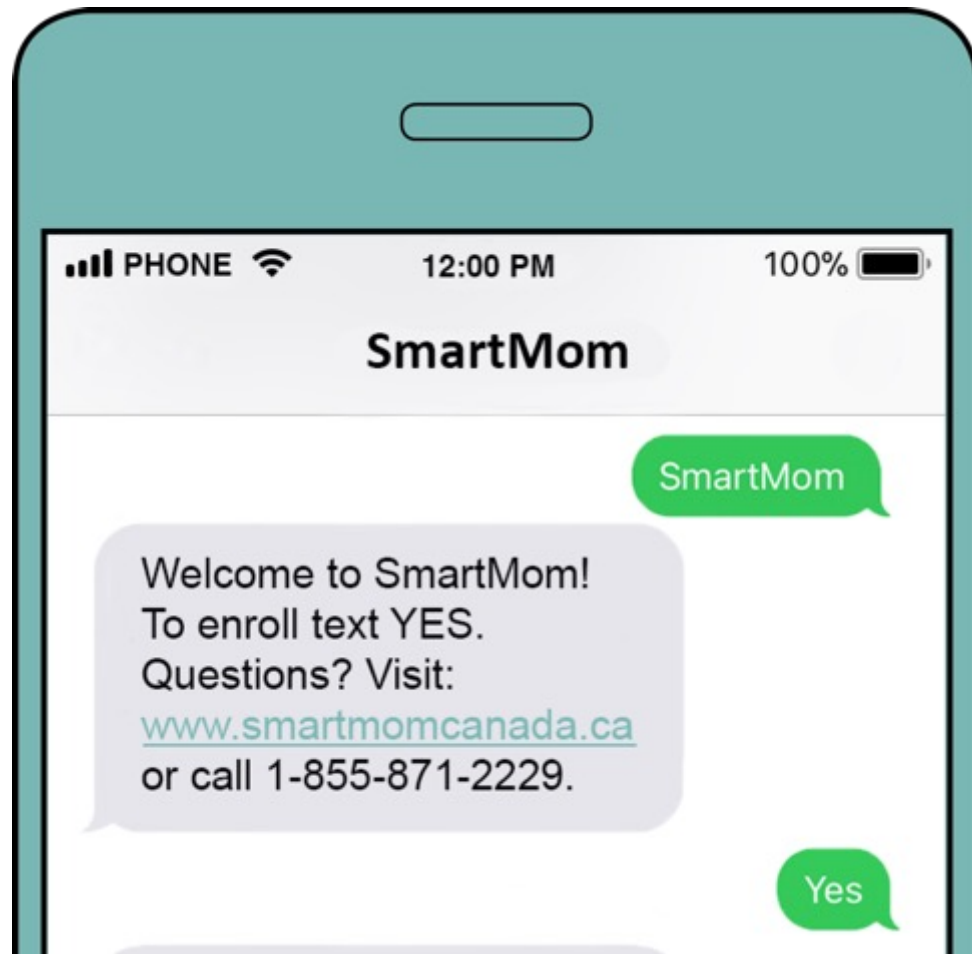 PHONE 12:00 PM 100%
SmartMom
SmartMom
Welcome to SmartMom!
To enroll text YES.
Questions? Visit:
www.smartmomcanada.ca
or call 1-855-871-2229.
Yes